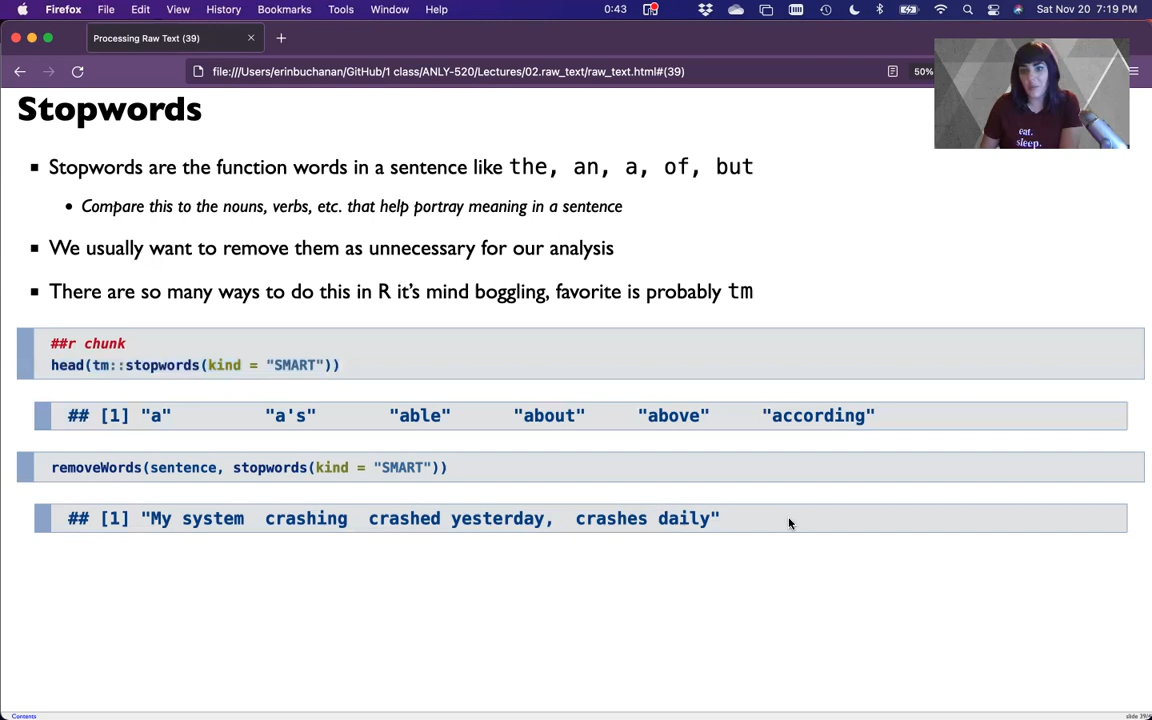 Firefox File Edit View History Bookmarks Tools Window Help 0:43 Sat Nov 20 7:19 PM
Processing Raw Text (39)
file:///Users/erinbuchanan/GitHub/1 class/ANLY-520/Lectures/02.raw_text/raw_text.html#(39) 50%
eat.
sleep.
Stopwords
Stopwords are the function words in a sentence like the, an, a, of, but
Compare this to the nouns, verbs, etc. that help portray meaning in a sentence
We usually want to remove them as unnecessary for our analysis
There are so many ways to do this in R it's mind boggling, favorite is probably tm
##r chunk
head(tm::stopwords(kind = "SMART"))
## [1] "a" "a's" "able" "about" "above" "according"
removeWords(sentence, stopwords(kind = "SMART"))
## [1] "My system  crashing  crashed yesterday,  crashes daily"
Contents